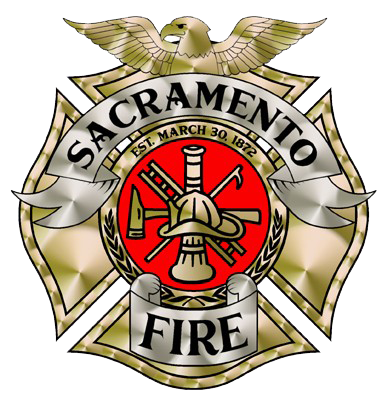 SACRAMENTO
EST. MARCH 30, 1872
FIRE